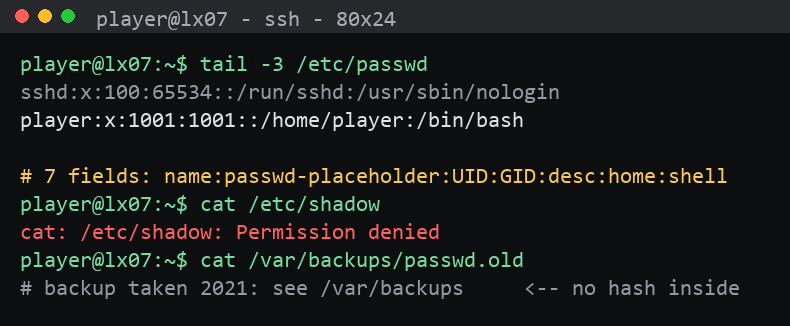 player@lx07 - ssh - 80x24
player@lx07:~$ tail -3 /etc/passwd
sshd:x:100:65534::/run/sshd:/usr/sbin/nologin
player:x:1001:1001::/home/player:/bin/bash
# 7 fields: name:passwd-placeholder:UID:GID:desc:home:shell
player@lx07:~$ cat /etc/shadow
cat: /etc/shadow: Permission denied
player@lx07:~$ cat /var/backups/passwd.old
# backup taken 2021: see /var/backups     <-- no hash inside